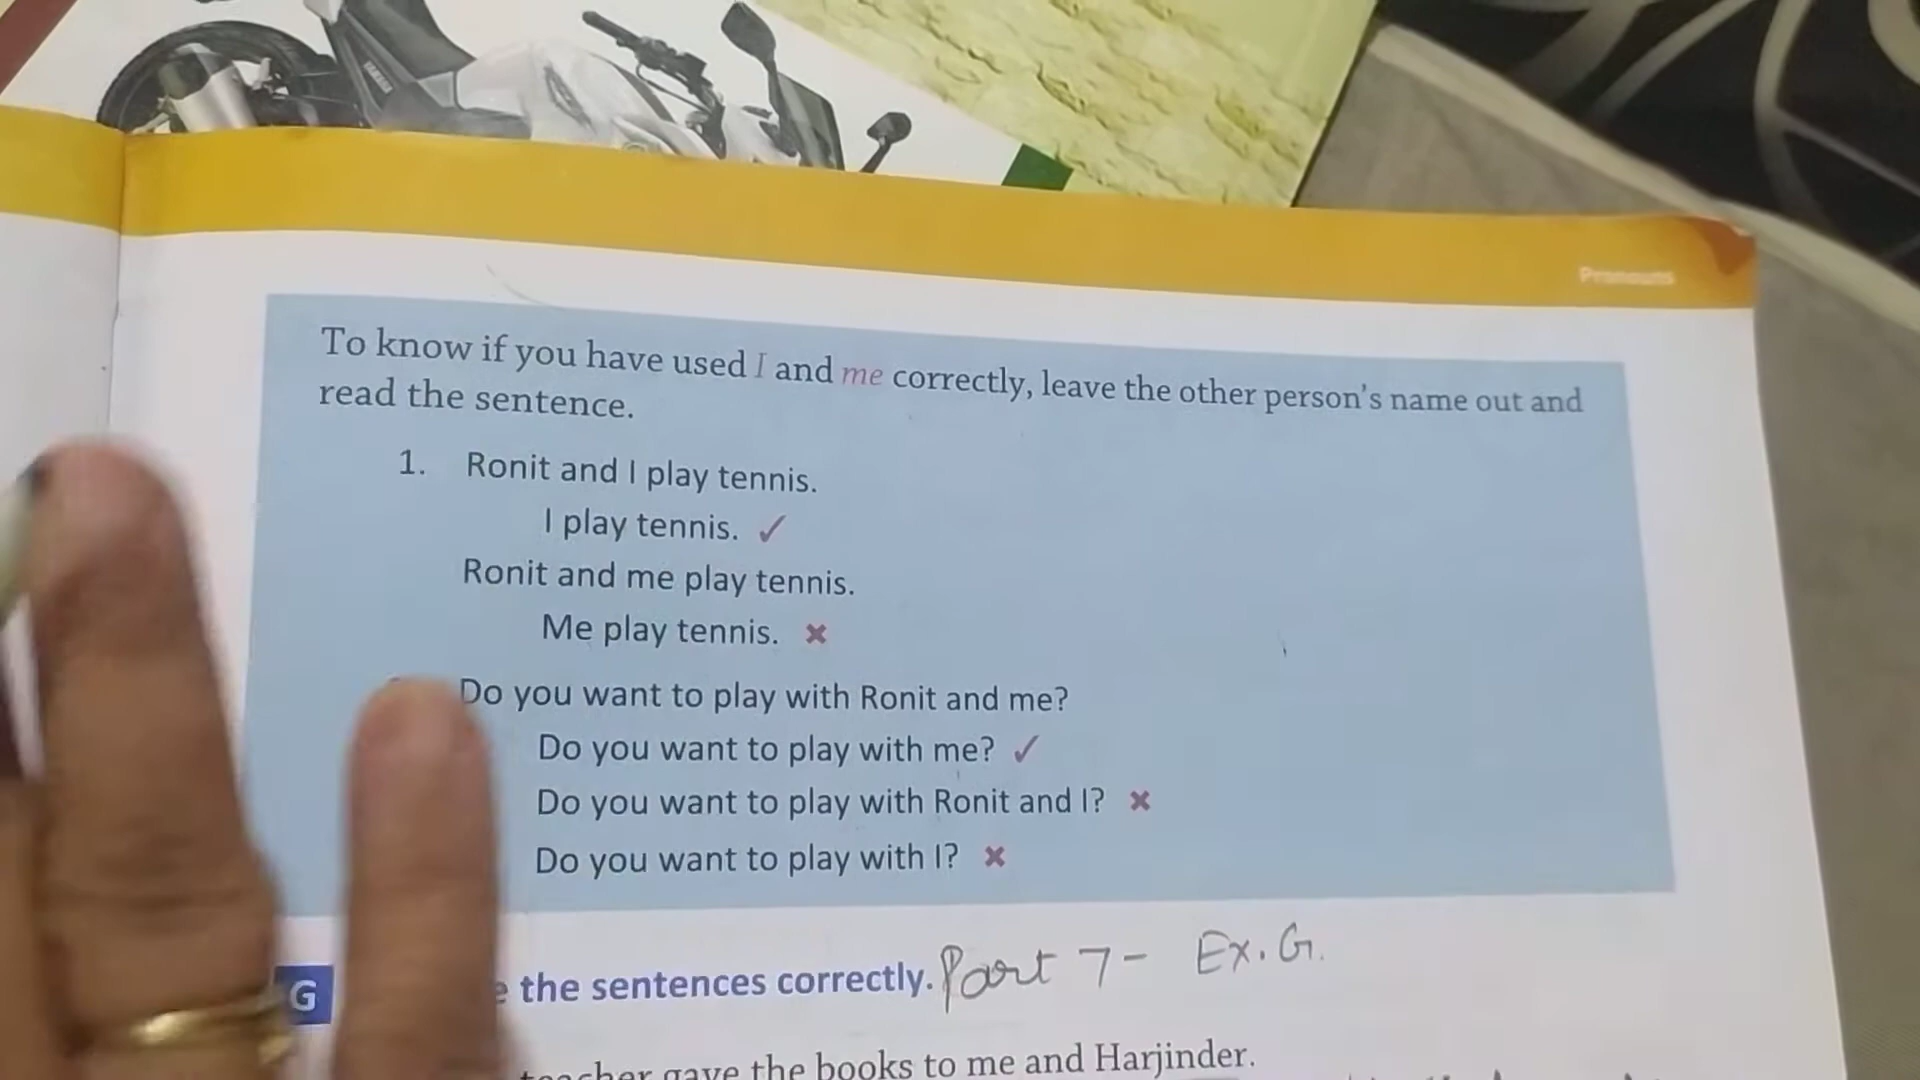 YAMAHA
Pronouns
To know if you have used I and me correctly, leave the other person's name out and
read the sentence.
1. Ronit and I play tennis.
I play tennis. ✓
Ronit and me play tennis.
Me play tennis. ×
Do you want to play with Ronit and me?
Do you want to play with me? ✓
Do you want to play with Ronit and I? ×
Do you want to play with I? ×
G the sentences correctly. Part 7- Ex. G.
gave the books to me and Harjinder.